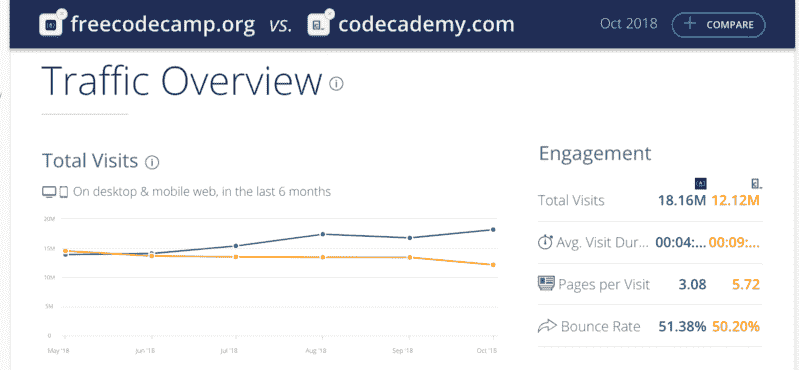 freecodecamp.org vs. codecademy.com Oct 2018 + COMPARE
Traffic Overview
Total Visits
On desktop & mobile web, in the last 6 months
20M
15M
10M
5M
0
May '18 Jun '18 Jul '18 Aug '18 Sep '18 Oct '18
Engagement
Total Visits 18.16M 12.12M
Avg. Visit Dur... 00:04:... 00:09:...
Pages per Visit 3.08 5.72
Bounce Rate 51.38% 50.20%